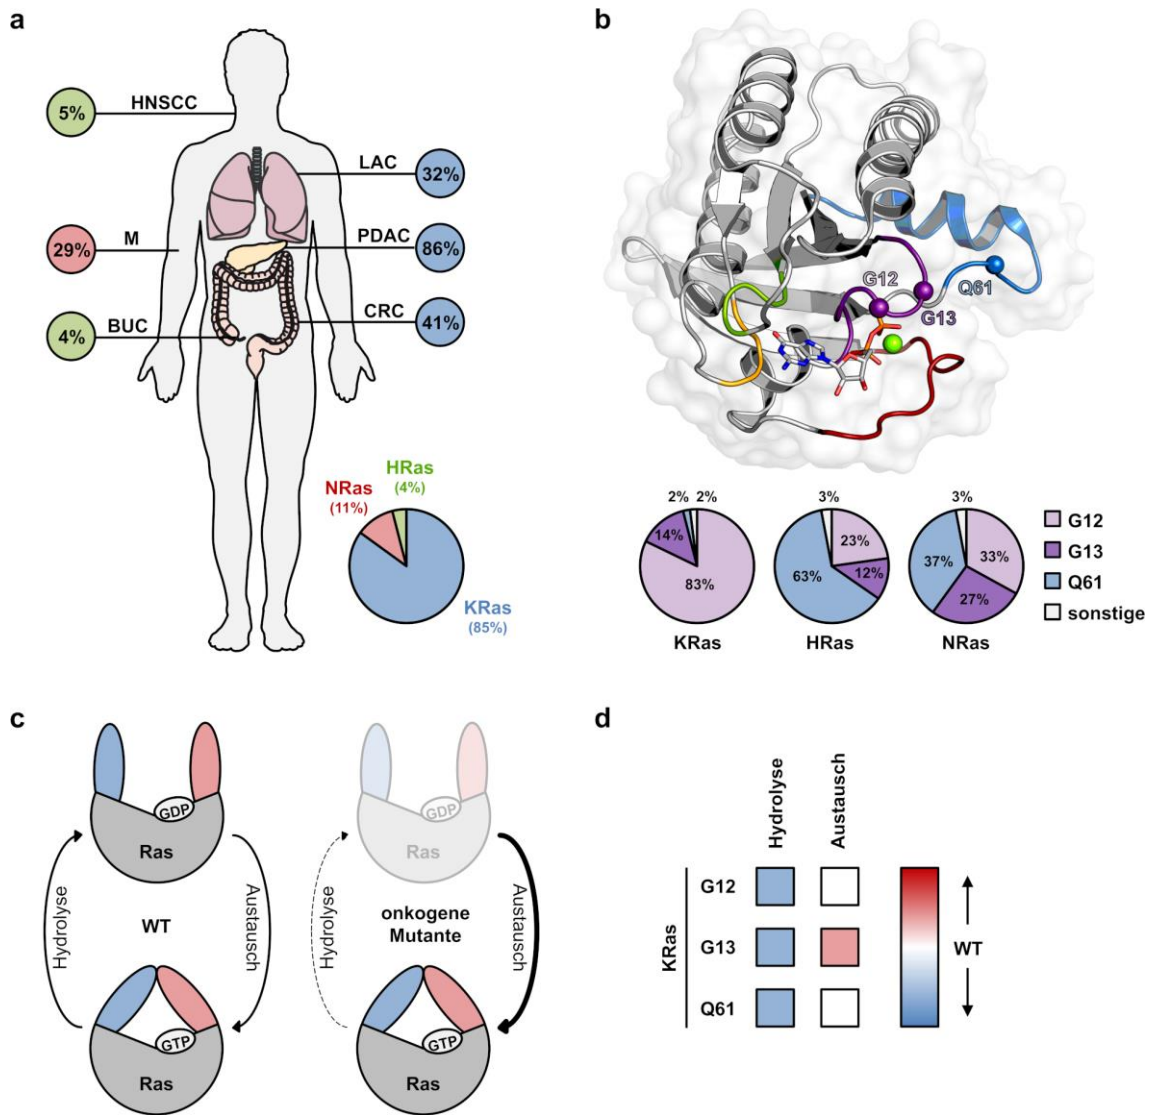 a
HNSCC
5%
LAC
32%
M
29%
PDAC
86%
BUC
4%
CRC
41%
HRas
(4%)
NRas
(11%)
KRas
(85%)
b
G12
G13
Q61
2%
2%
14%
83%
KRas
3%
23%
12%
63%
HRas
3%
33%
27%
37%
NRas
G12
G13
Q61
sonstige
c
GDP
Ras
Hydrolyse
WT
Austausch
GTP
Ras
GDP
Ras
Hydrolyse
onkogene
Mutante
Austausch
GTP
Ras
d
Hydrolyse
Austausch
KRas
G12
G13
Q61
WT